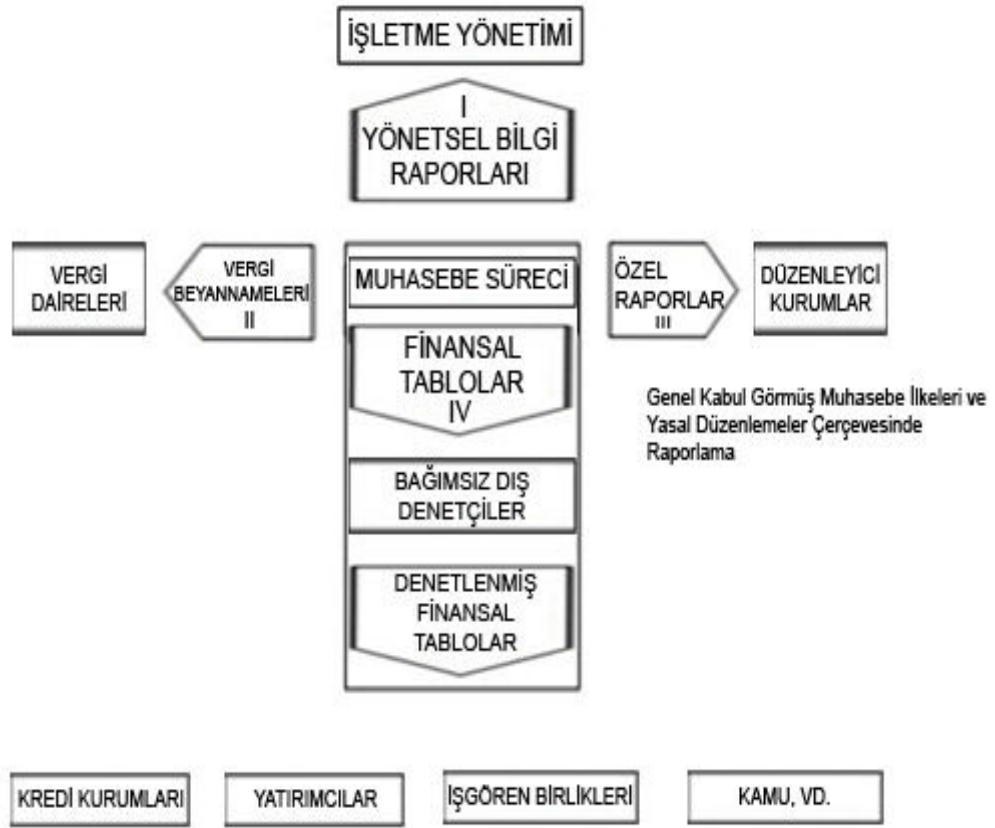 İŞLETME YÖNETİMİ
I
YÖNETSEL BİLGİ
RAPORLARI
VERGİ
DAİRELERİ
VERGİ
BEYANNAMELERİ
II
MUHASEBE SÜRECİ
ÖZEL
RAPORLAR
III
DÜZENLEYİCİ
KURUMLAR
FİNANSAL
TABLOLAR
IV
Genel Kabul Görmüş Muhasebe İlkeleri ve
Yasal Düzenlemeler Çerçevesinde
Raporlama
BAĞIMSIZ DIŞ
DENETÇİLER
DENETLENMİŞ
FİNANSAL
TABLOLAR
KREDİ KURUMLARI
YATIRIMCILAR
İŞGÖREN BİRLİKLERİ
KAMU, VD.